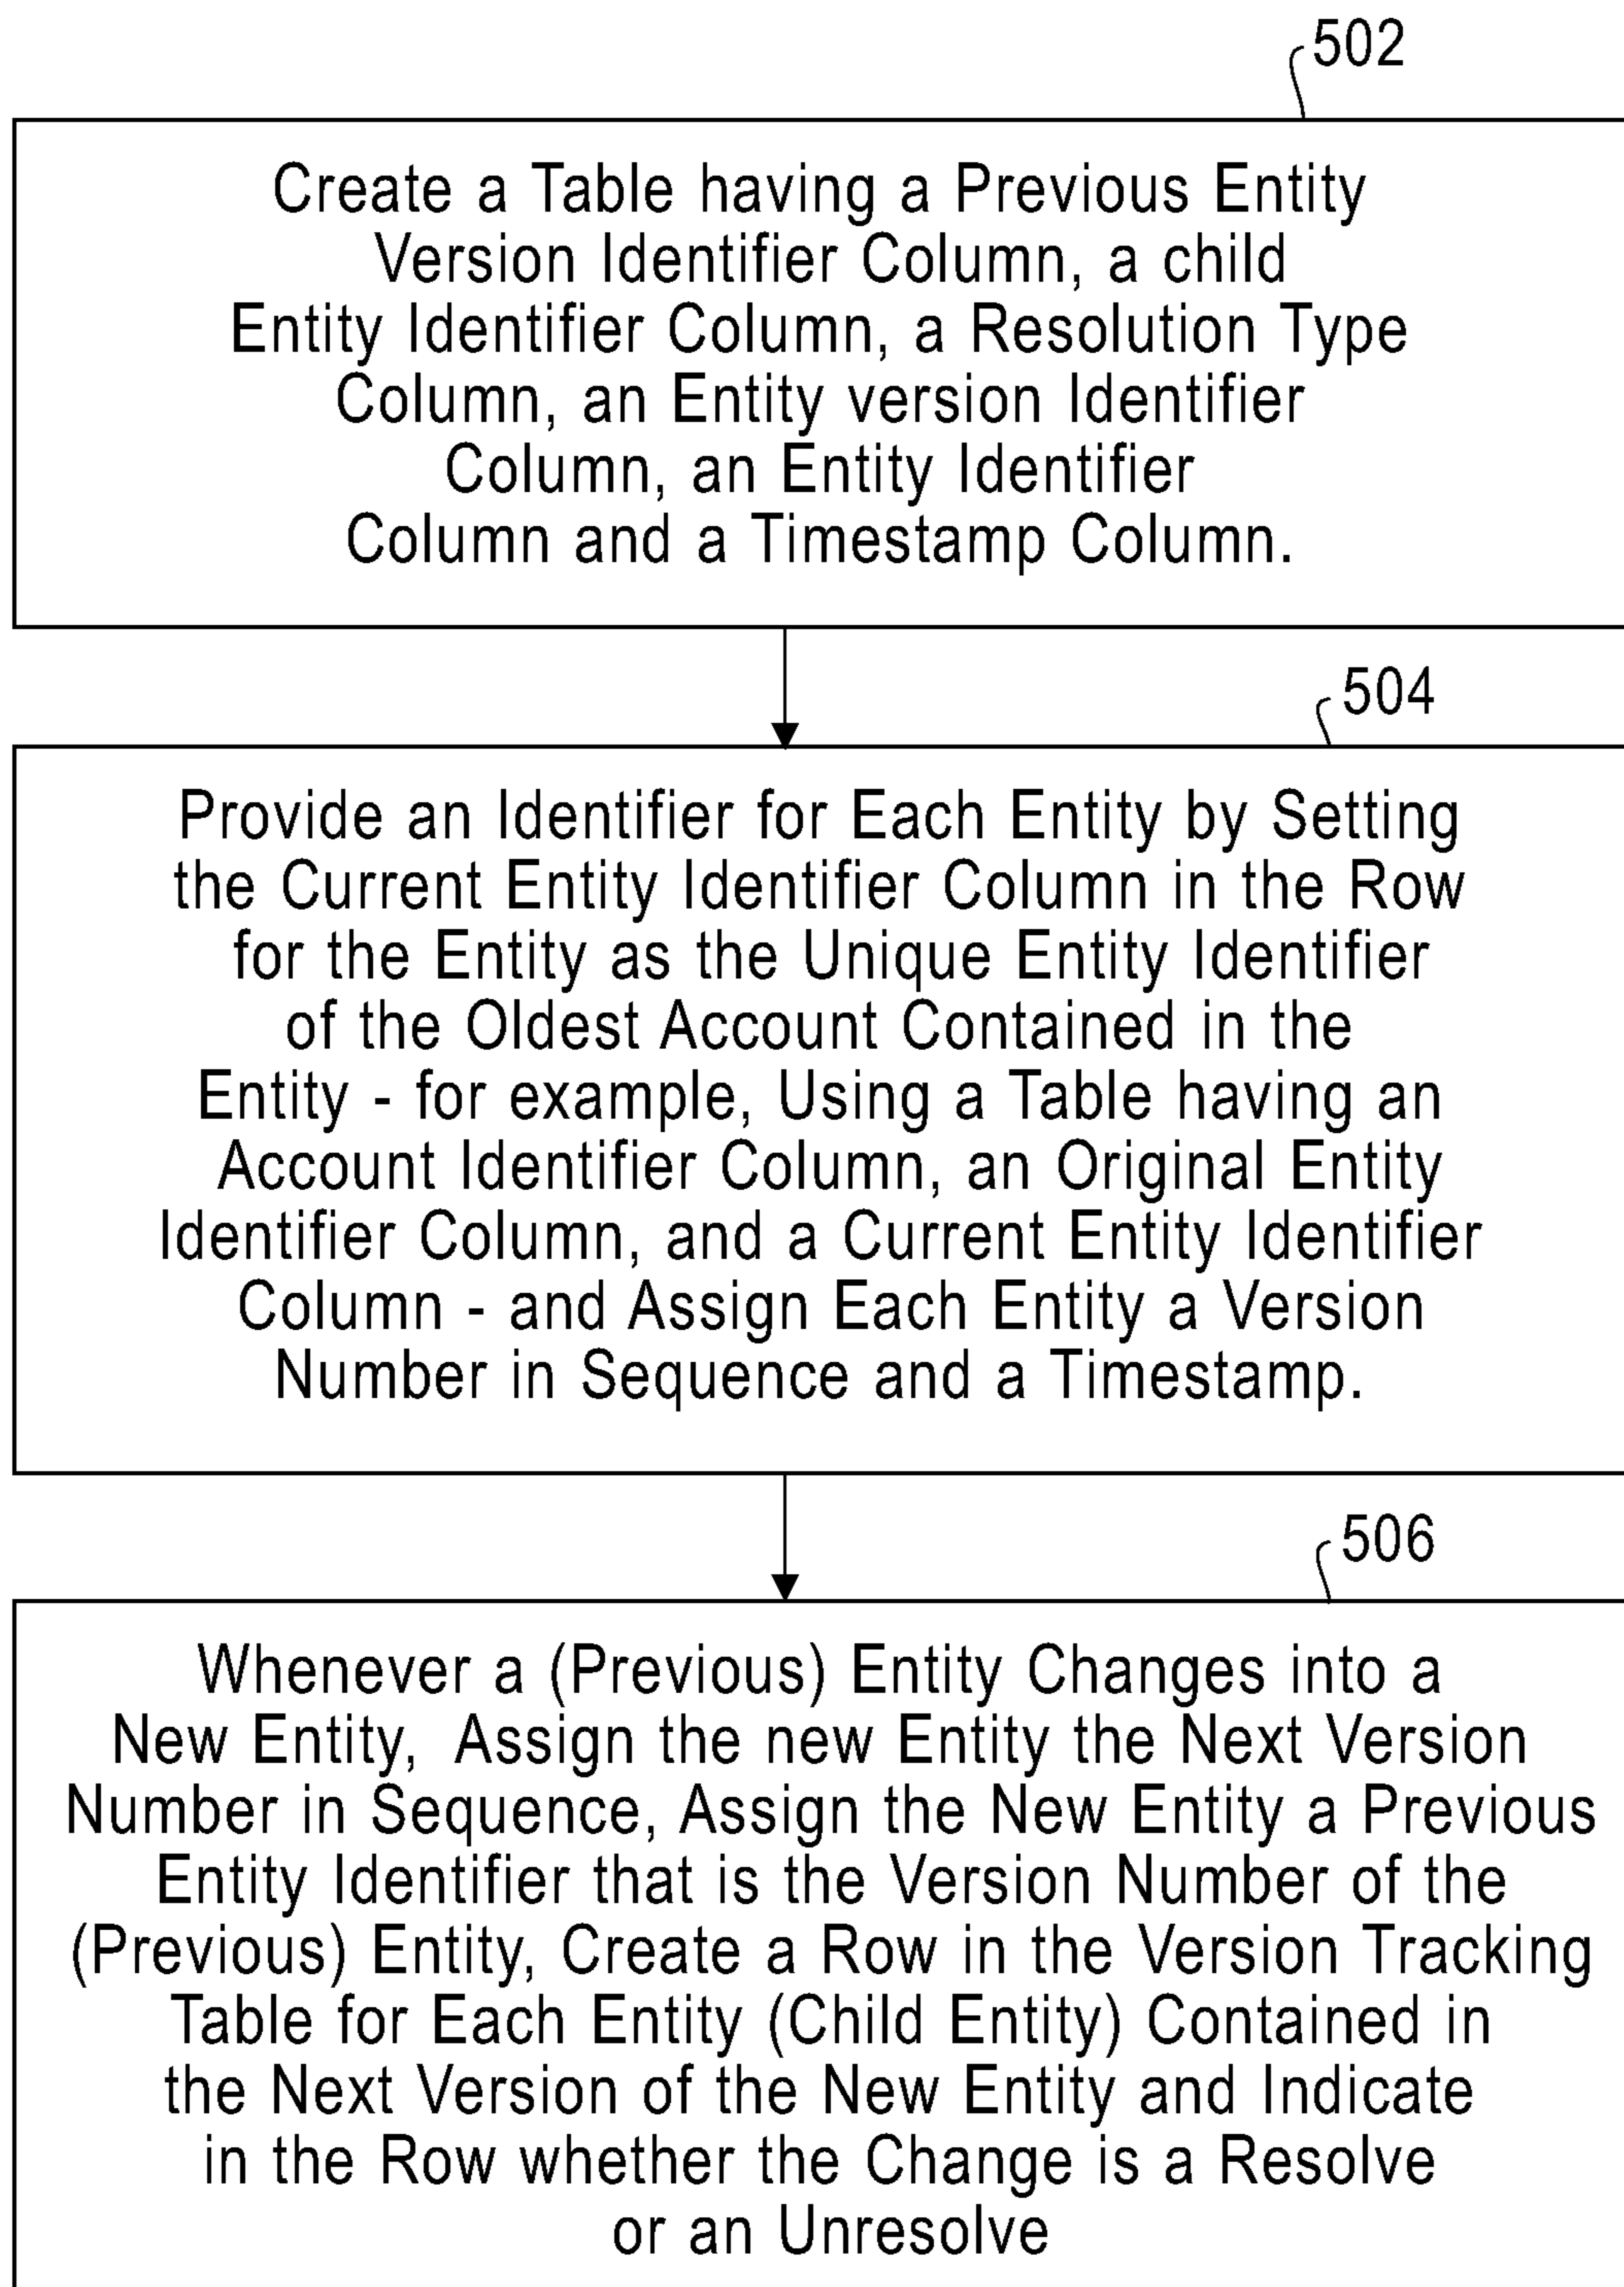 502
Create a Table having a Previous Entity
Version Identifier Column, a child
Entity Identifier Column, a Resolution Type
Column, an Entity version Identifier
Column, an Entity Identifier
Column and a Timestamp Column.
504
Provide an Identifier for Each Entity by Setting
the Current Entity Identifier Column in the Row
for the Entity as the Unique Entity Identifier
of the Oldest Account Contained in the
Entity - for example, Using a Table having an
Account Identifier Column, an Original Entity
Identifier Column, and a Current Entity Identifier
Column - and Assign Each Entity a Version
Number in Sequence and a Timestamp.
506
Whenever a (Previous) Entity Changes into a
New Entity, Assign the new Entity the Next Version
Number in Sequence, Assign the New Entity a Previous
Entity Identifier that is the Version Number of the
(Previous) Entity, Create a Row in the Version Tracking
Table for Each Entity (Child Entity) Contained in
the Next Version of the New Entity and Indicate
in the Row whether the Change is a Resolve
or an Unresolve